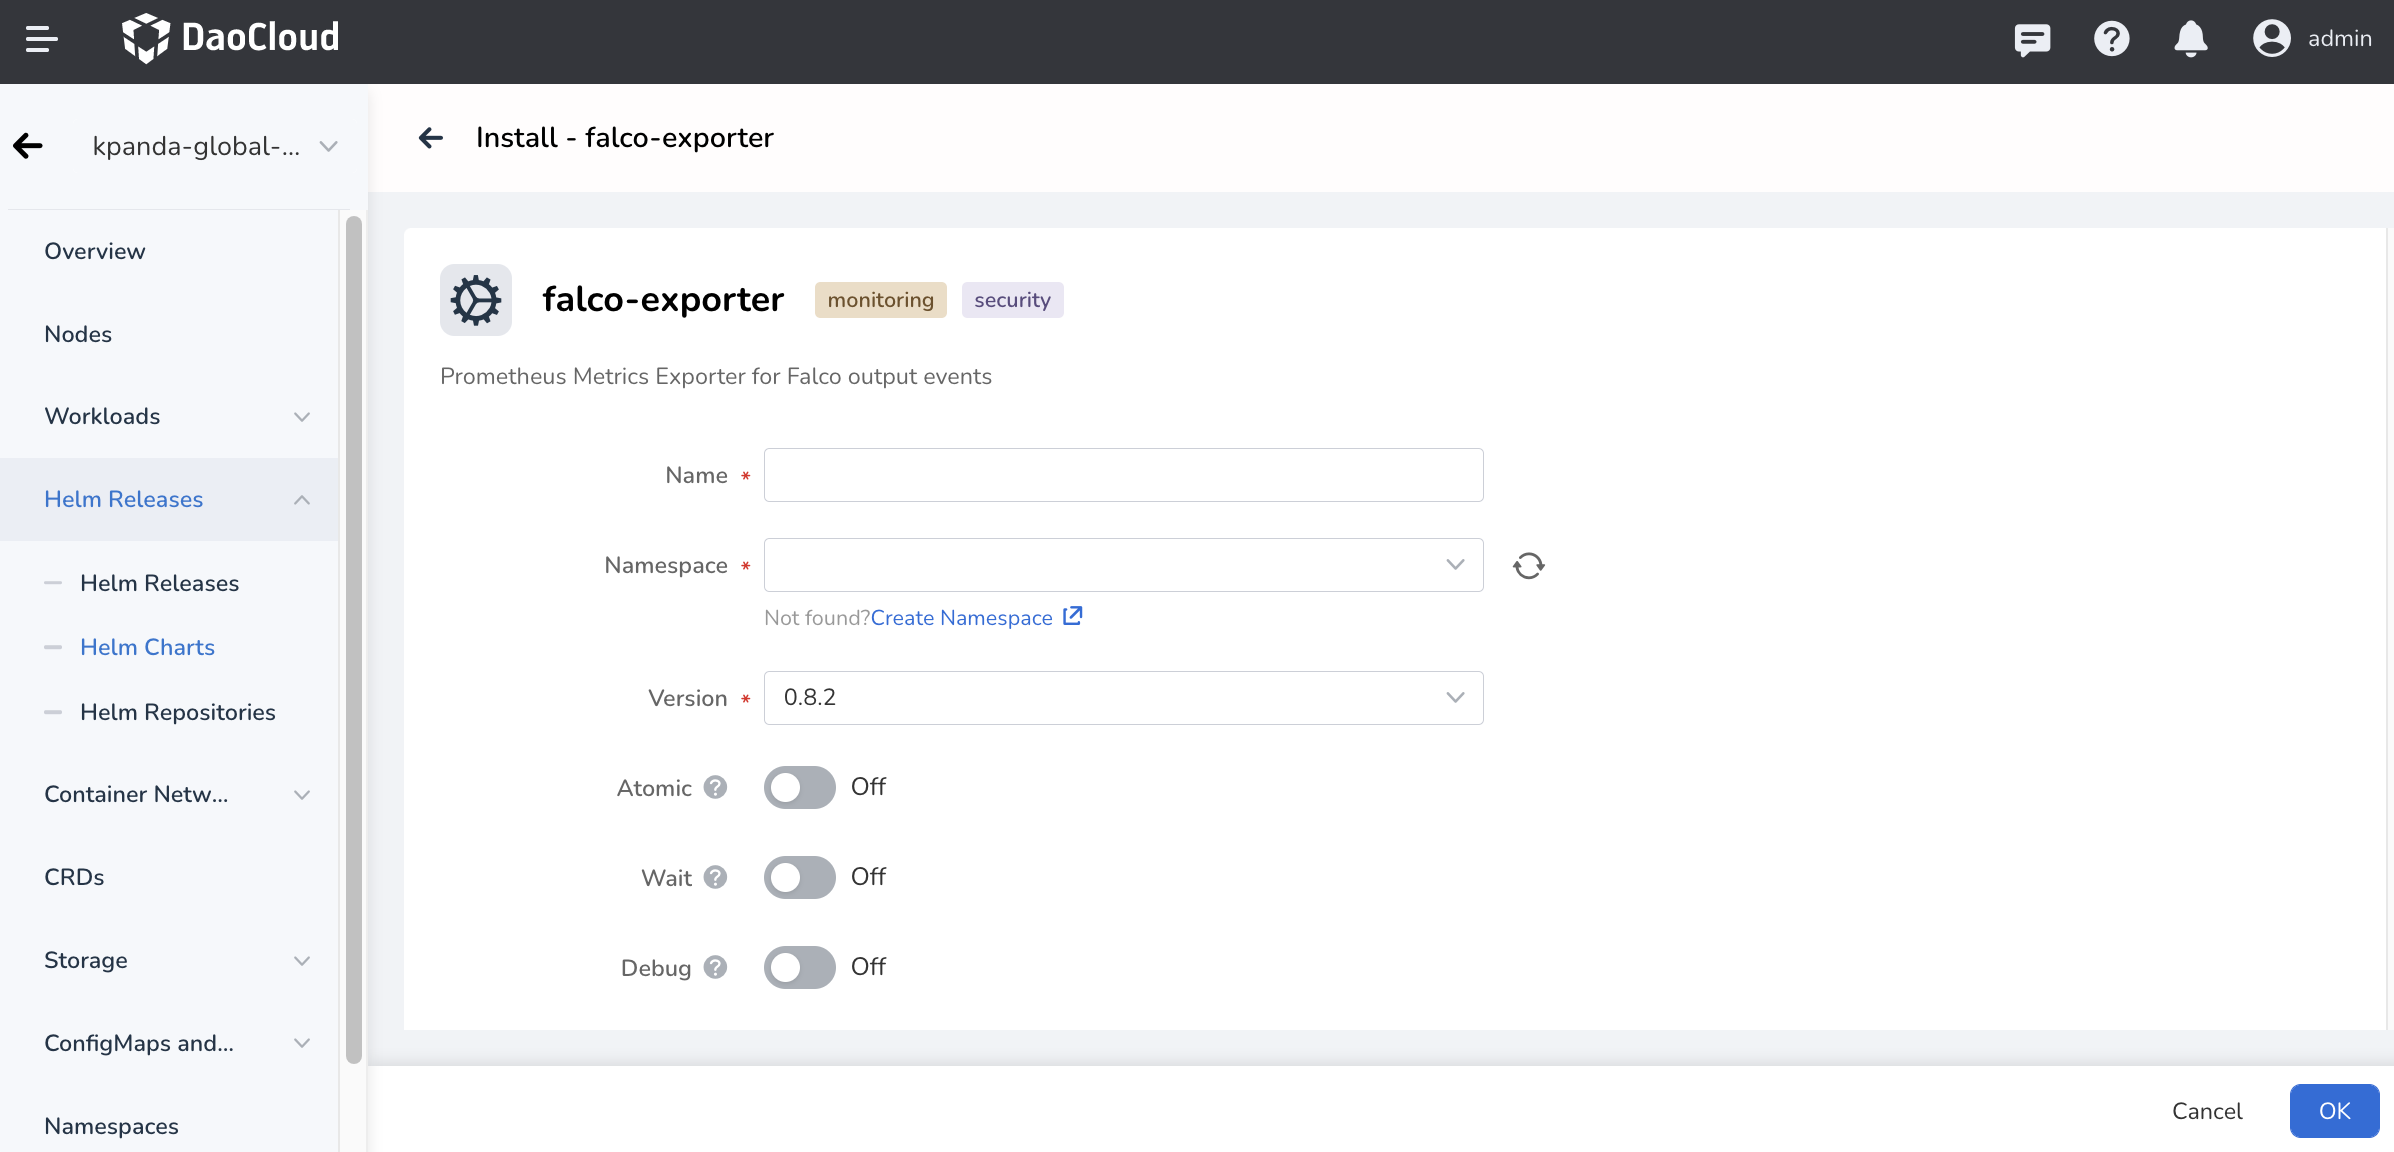 DaoCloud
admin
kpanda-global-...
Overview
Nodes
Workloads
Helm Releases
Helm Releases
Helm Charts
Helm Repositories
Container Netw...
CRDs
Storage
ConfigMaps and...
Namespaces
Install - falco-exporter
falco-exporter monitoring security
Prometheus Metrics Exporter for Falco output events
Name *
Namespace *
Not found?Create Namespace
Version * 0.8.2
Atomic ? Off
Wait ? Off
Debug ? Off
Cancel OK